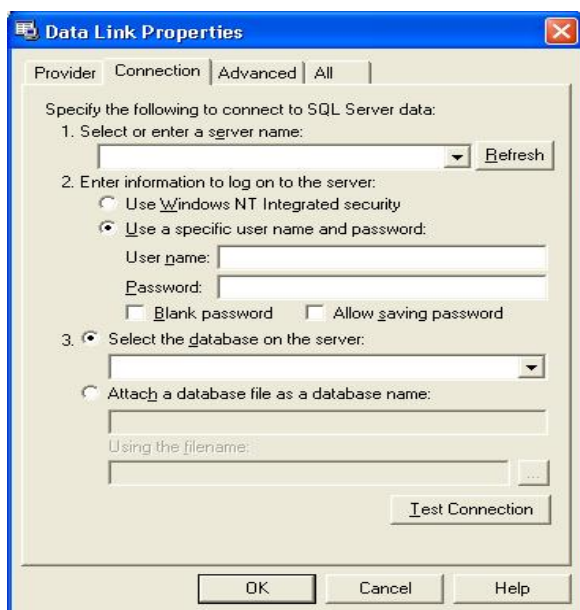 Data Link Properties
Provider Connection Advanced All
Specify the following to connect to SQL Server data:
1. Select or enter a server name:
Refresh
2. Enter information to log on to the server:
Use Windows NT Integrated security
Use a specific user name and password:
User name:
Password:
Blank password Allow saving password
3. Select the database on the server:
Attach a database file as a database name:
Using the filename:
...
Test Connection
OK Cancel Help